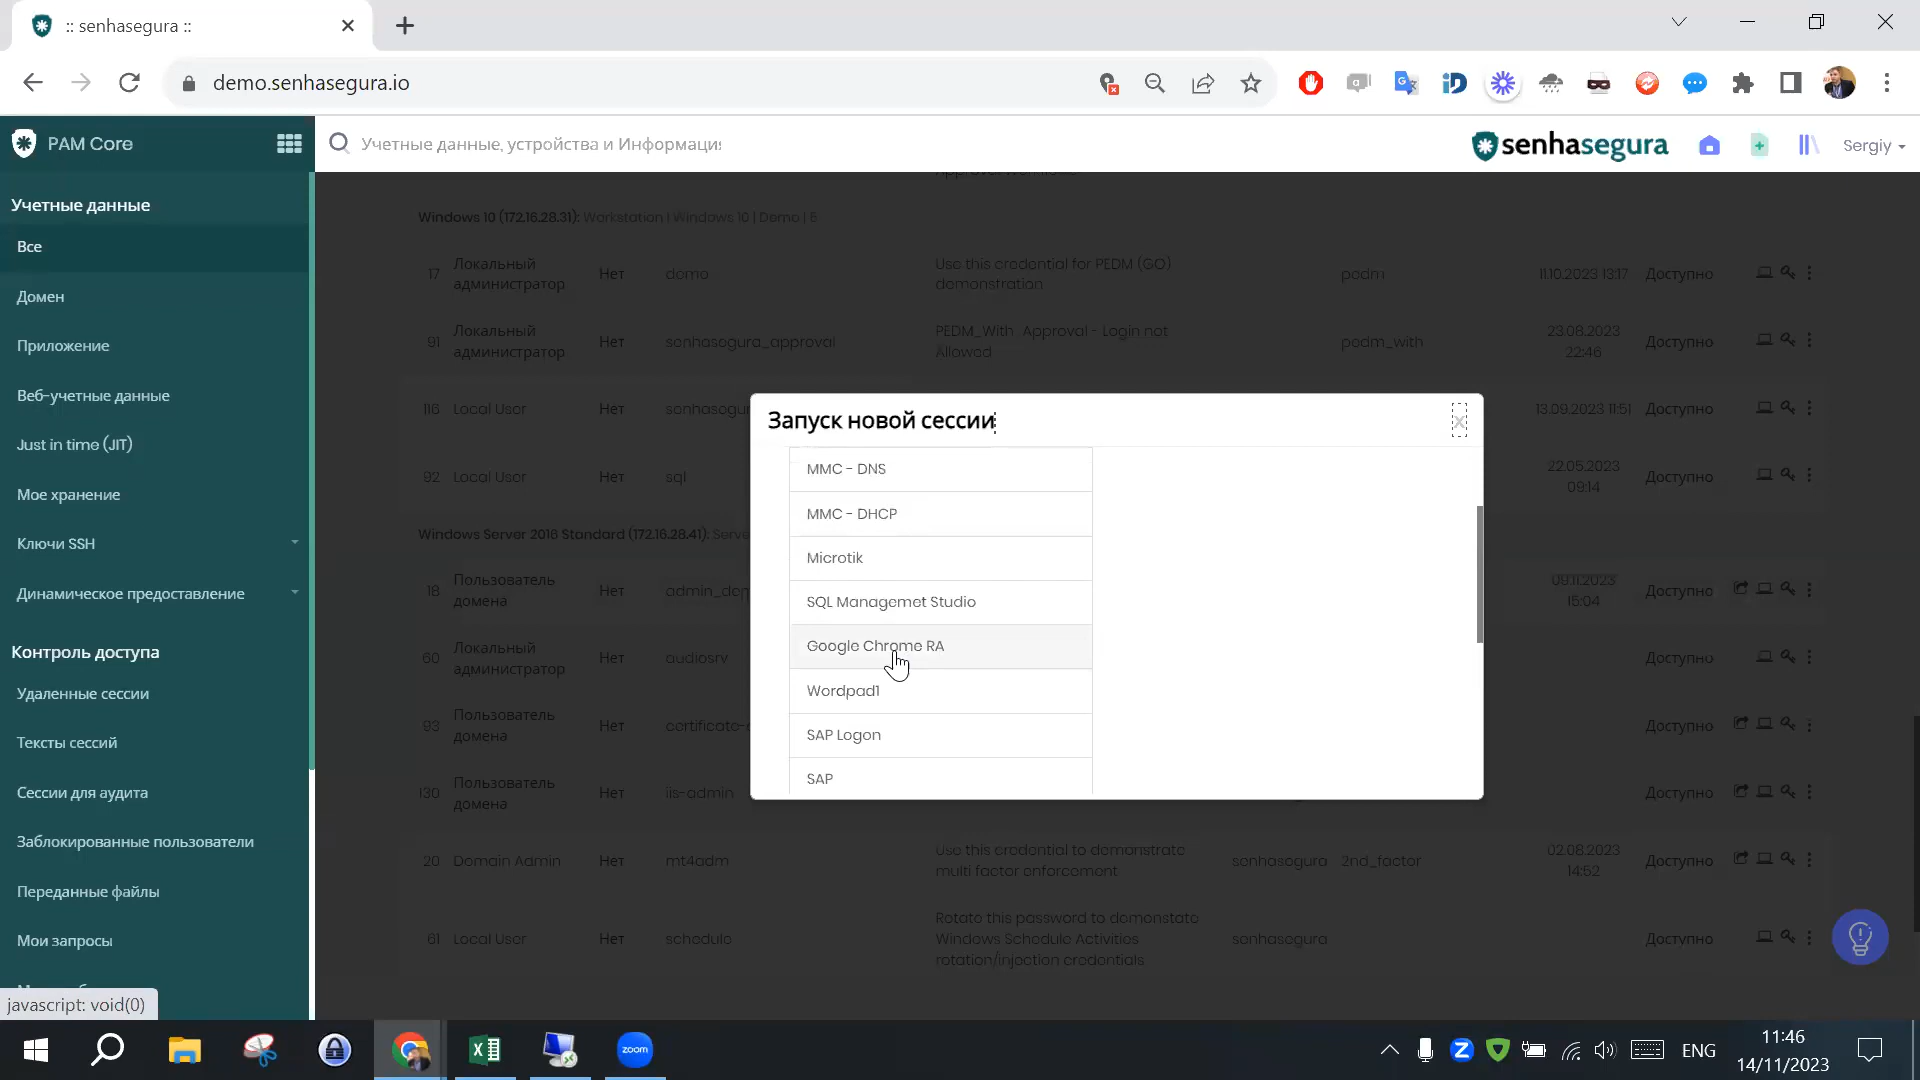 :: senhasegura ::
demo.senhasegura.io
PAM Core
Учетные данные, устройства и Информаци
senhasegura
Sergiy
Учетные данные
Все
Домен
Приложение
Веб-учетные данные
Just in time (JIT)
Мое хранение
Ключи SSH
Динамическое предоставление
Контроль доступа
Удаленные сессии
Тексты сессий
Сессии для аудита
Заблокированные пользователи
Переданные файлы
Мои запросы
javascript: void(0)
Windows 10 (172.16.28.31): Workstation | Windows 10 | Demo | 6
17 Локальный администратор Нет demo Use this credential for PEDM (GO) demonstration pedm 11.10.2023 13:17 Доступно
91 Локальный администратор Нет senhasegura_approval PEDM_With_Approval - Login not Allowed pedm_with 23.08.2023 22:46 Доступно
116 Local User Нет 13.09.2023 11:51 Доступно
92 Local User Нет sql 22.05.2023 09:14 Доступно
Windows Server 2016 Standard (172.16.28.41):
18 Пользователь домена Нет 15:04 Доступно
60 Локальный администратор Нет audiosrv Доступно
93 Пользователь домена Нет Доступно
130 Пользователь домена Нет iis-admin Доступно
20 Domain Admin Нет mt4adm Use this credential to demonstrate multi factor enforcement senhasegura 2nd_factor 02.08.2023 14:52 Доступно
61 Local User Нет schedule Rotate this password to demonstate Windows Schedule Activities rotation/injection credentials senhasegura Доступно
Запуск новой сессии
x
MMC - DNS
MMC - DHCP
Microtik
SQL Managemet Studio
Google Chrome RA
Wordpad1
SAP Logon
SAP
zoom
ENG
11:46
14/11/2023